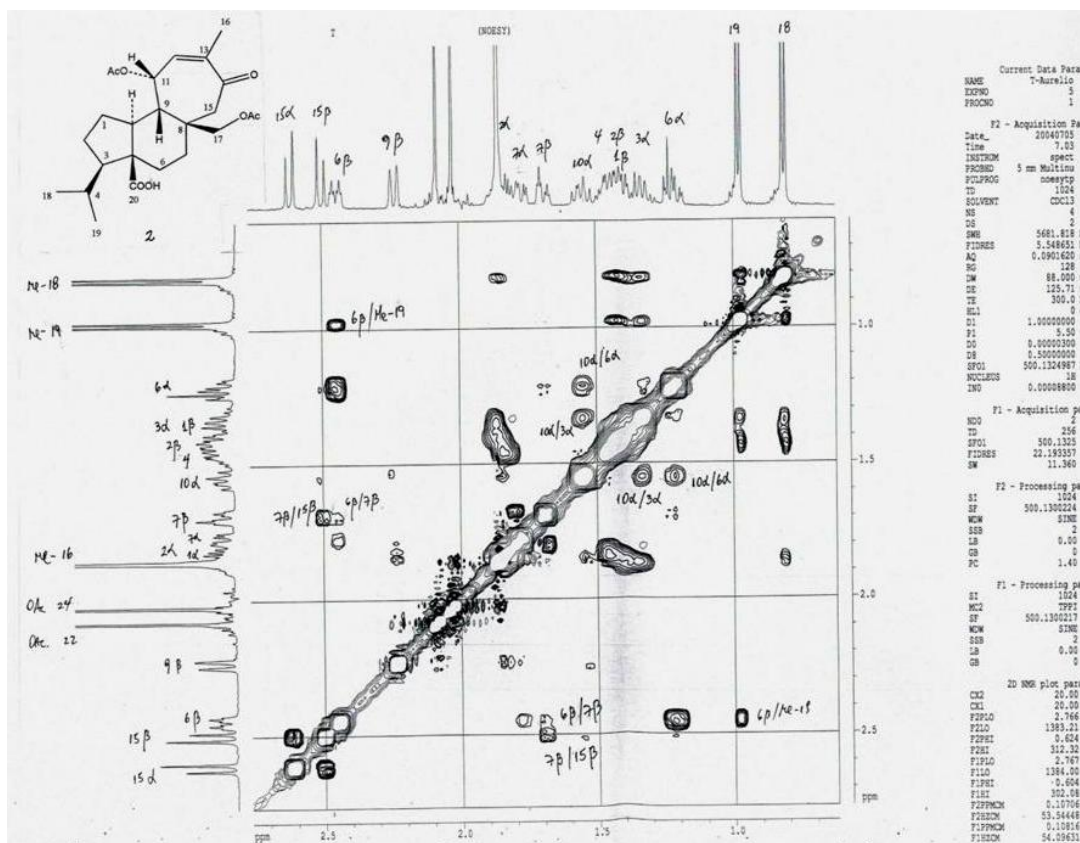 T
(NOESY)
19
18
16
H
13
AcO
11
O
H
9
15
1
8
OAc
17
H
3
6
4
COOH
18
20
19
2
15α
15β
6β
9β
2α
7α
7β
10α
4
2β
1β
3α
6α
Me-18
Me-19
6α
3α 1β
2β
4
10α
7β
7α
2α 1α
Me-16
OAc 24
OAc. 22
9β
6β
15β
15α
6β/Me-19
10α/6α
10α/3α
10α/3α
10α/6α
7β/15β
6β/7β
6β/7β
7β/15β
1.0
1.5
2.0
2.5
ppm
ppm
2.5
2.0
1.5
1.0
Current Data Para
NAME T-Aurelio
EXPNO 5
PROCNO 1
F2 - Acquisition Pa
Date_ 20040705
Time 7.03
INSTRUM spect
PROBHD 5 mm Multinu
PULPROG noesytp
TD 1024
SOLVENT CDCl3
NS 4
DS 2
SWH 5681.818
FIDRES 5.548651
AQ 0.0901620
RG 128
DW 88.000
DE 125.71
TE 300.0
HL1 0
D1 1.00000000
P1 5.50
D0 0.00000300
D8 0.50000000
SFO1 500.1324987
NUCLEUS 1H
IN0 0.00008800
F1 - Acquisition pa
ND0 2
TD 256
SFO1 500.1325
FIDRES 22.193357
SW 11.360
F2 - Processing pa
SI 1024
SF 500.1300224
WDW SINE
SSB 2
LB 0.00
GB 0
PC 1.40
F1 - Processing pa
SI 1024
MC2 TPPI
SF 500.1300217
WDW SINE
SSB 2
LB 0.00
GB 0
2D NMR plot para
CX2 20.00
CX1 20.00
F2PLO 2.766
F2LO 1383.21
F2PHI 0.624
F2HI 312.32
F1PLO 2.767
F1LO 1384.00
F1PHI 0.604
F1HI 302.08
F2PPMCM 0.10706
F2HZCM 53.54448
F1PPMCM 0.10816
F1HZCM 54.09631